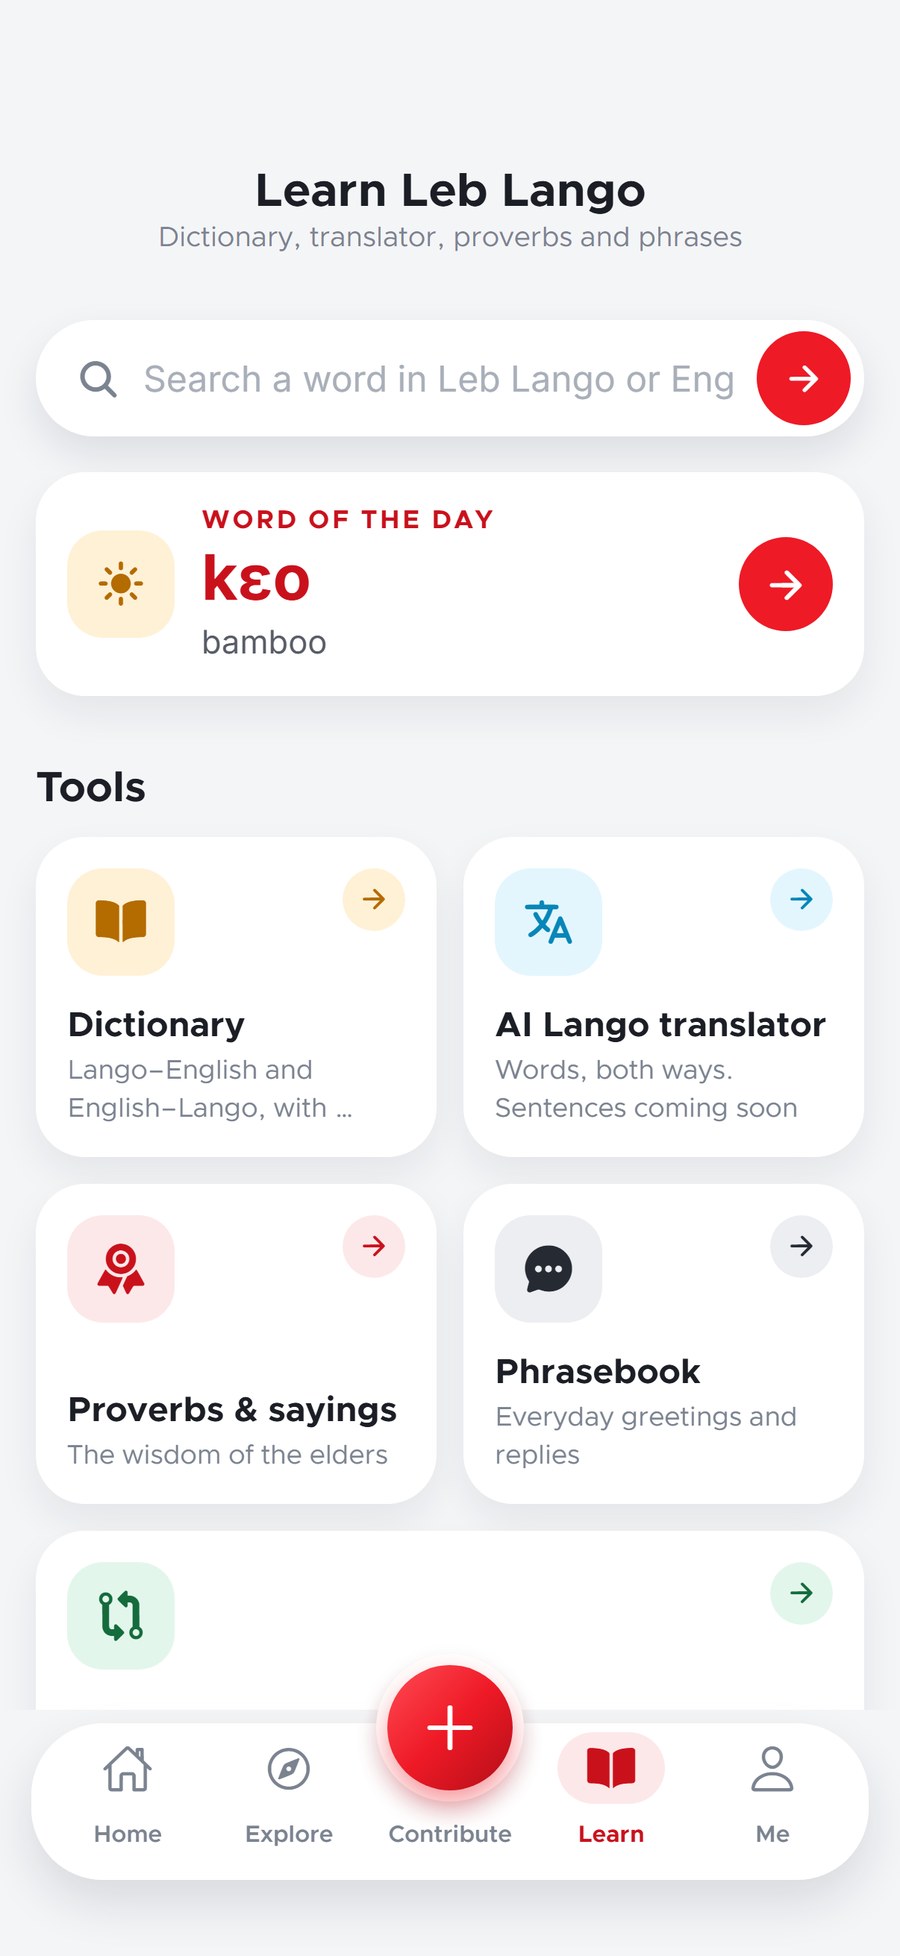 Learn Leb Lango
Dictionary, translator, proverbs and phrases
Search a word in Leb Lango or Eng
WORD OF THE DAY
kɛo
bamboo
Tools
Dictionary
Lango–English and
English–Lango, with ...
AI Lango translator
Words, both ways.
Sentences coming soon
Proverbs & sayings
The wisdom of the elders
Phrasebook
Everyday greetings and
replies
Home
Explore
Contribute
Learn
Me